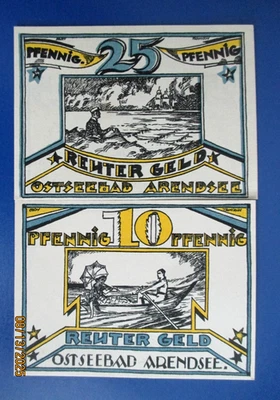 PFENNIG. 25 PFENNIG
REUTER GELD
OSTSEEBAD ARENDSEE
PFENNIG 10 PFENNIG
REUTER GELD
OSTSEEBAD ARENDSEE.